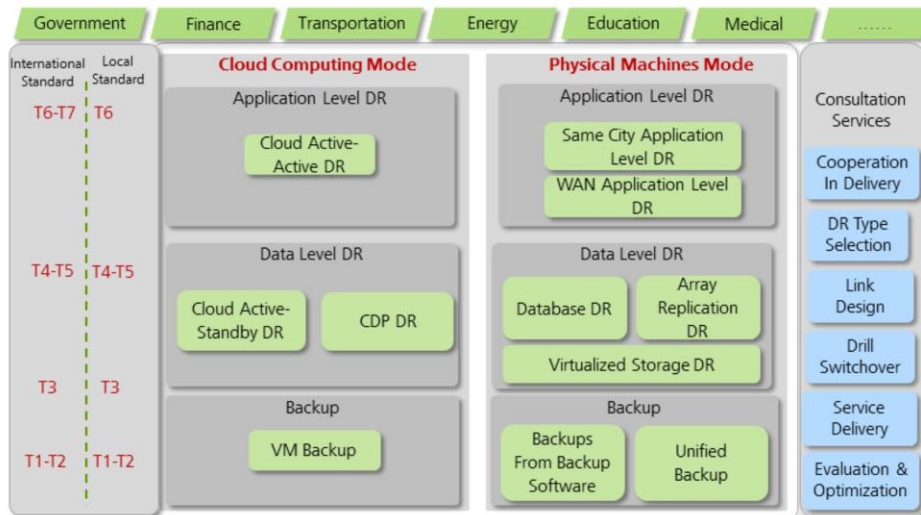 Government
Finance
Transportation
Energy
Education
Medical
......
International
Standard
Local
Standard
T6-T7
T6
T4-T5
T4-T5
T3
T3
T1-T2
T1-T2
Cloud Computing Mode
Application Level DR
Cloud Active-
Active DR
Data Level DR
Cloud Active-
Standby DR
CDP DR
Backup
VM Backup
Physical Machines Mode
Application Level DR
Same City Application
Level DR
WAN Application Level
DR
Data Level DR
Database DR
Array
Replication
DR
Virtualized Storage DR
Backup
Backups
From Backup
Software
Unified
Backup
Consultation
Services
Cooperation
In Delivery
DR Type
Selection
Link
Design
Drill
Switchover
Service
Delivery
Evaluation &
Optimization